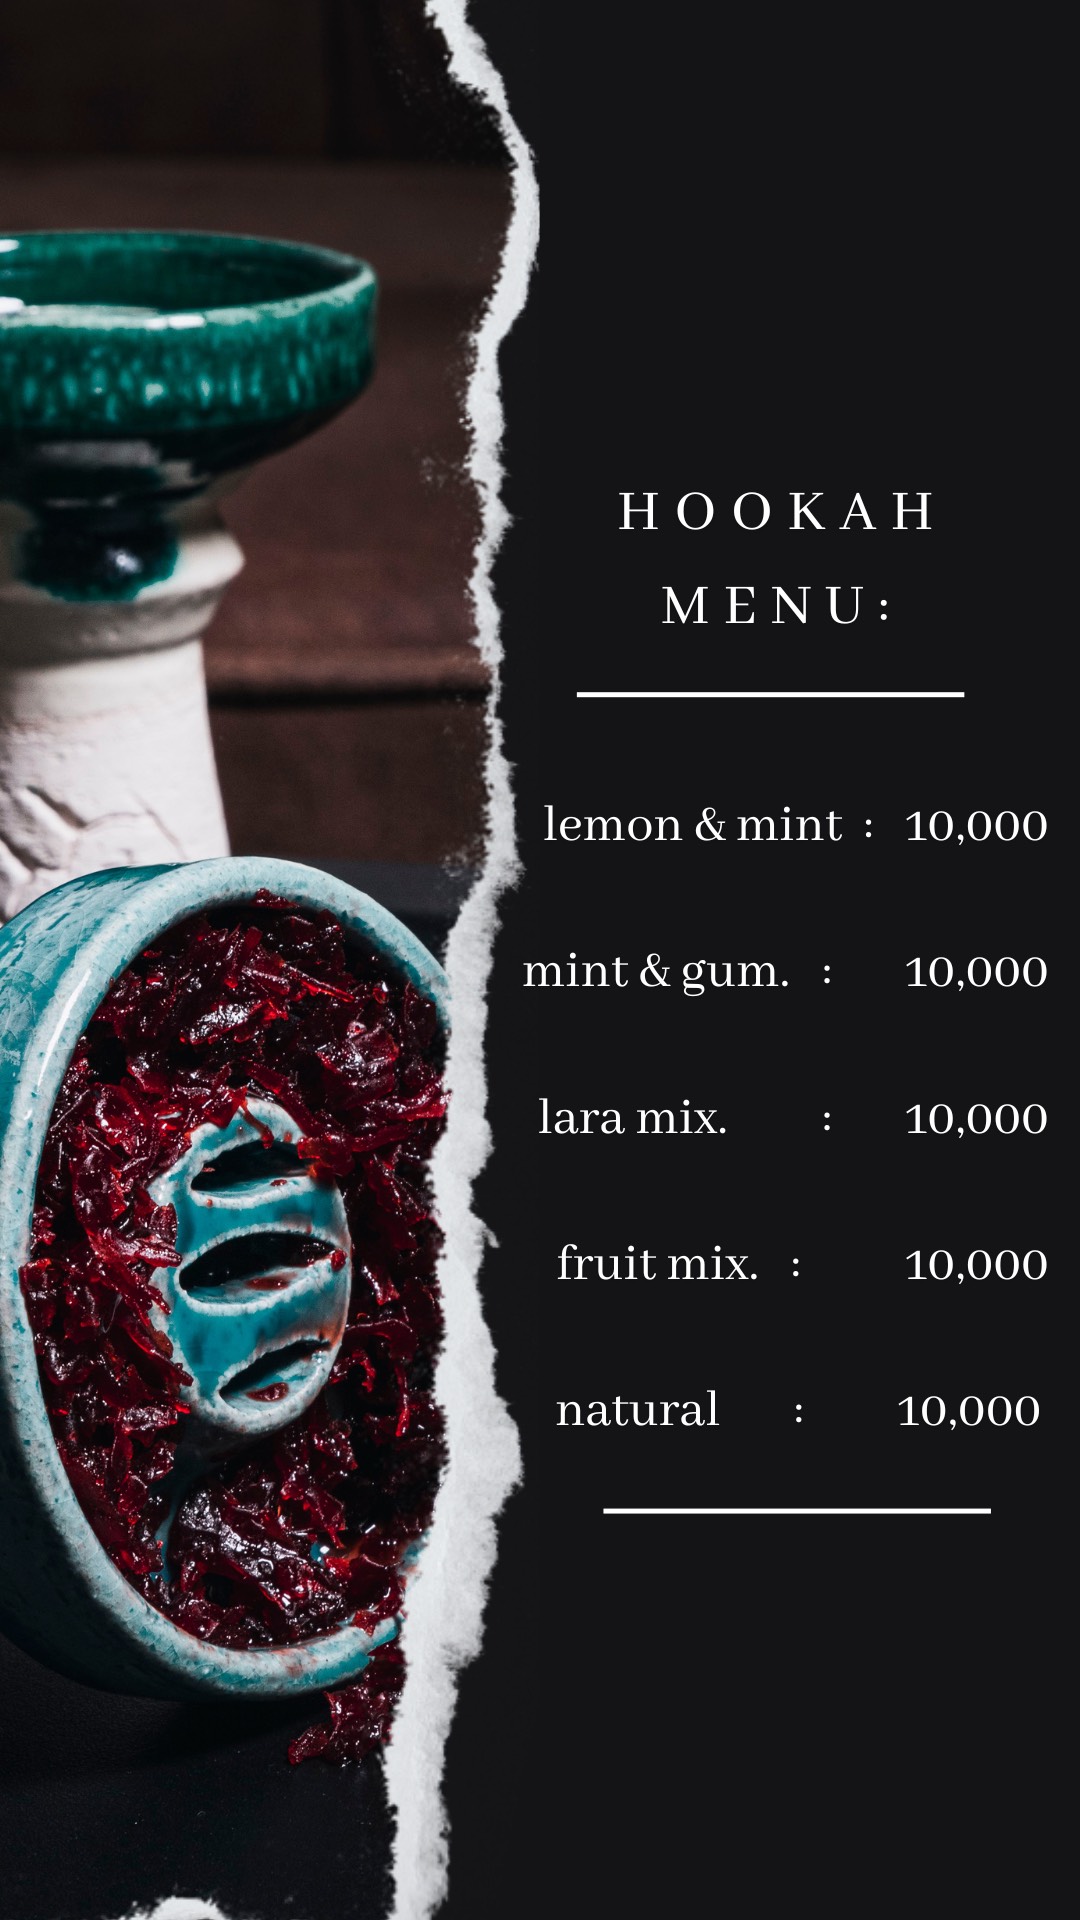 HOOKAH
MENU:
lemon & mint : 10,000
mint & gum. : 10,000
lara mix. : 10,000
fruit mix. : 10,000
natural : 10,000